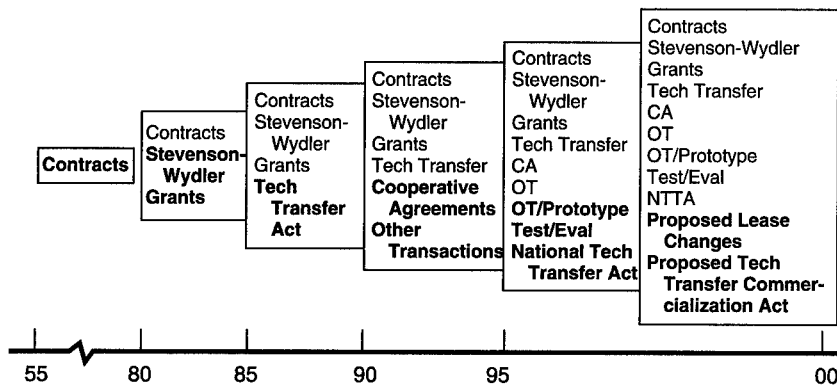 Contracts
Contracts
Stevenson-
Wydler
Grants
Contracts
Stevenson-
Wydler
Grants
Tech
Transfer
Act
Contracts
Stevenson-
Wydler
Grants
Tech Transfer
Cooperative
Agreements
Other
Transactions
Contracts
Stevenson-
Wydler
Grants
Tech Transfer
CA
OT
OT/Prototype
Test/Eval
National Tech
Transfer Act
Contracts
Stevenson-Wydler
Grants
Tech Transfer
CA
OT
OT/Prototype
Test/Eval
NTTA
Proposed Lease
Changes
Proposed Tech
Transfer Commer-
cialization Act
55 80 85 90 95 00